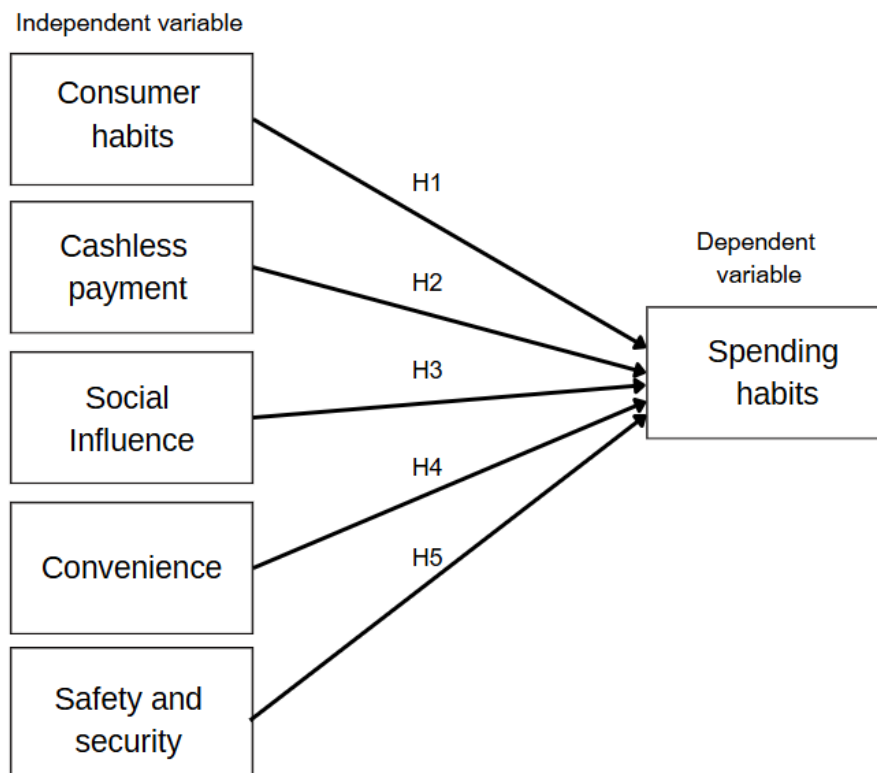 Independent variable
Consumer
habits
H1
Cashless
payment
H2
Dependent
variable
Social
Influence
H3
Spending
habits
Convenience
H4
H5
Safety and
security